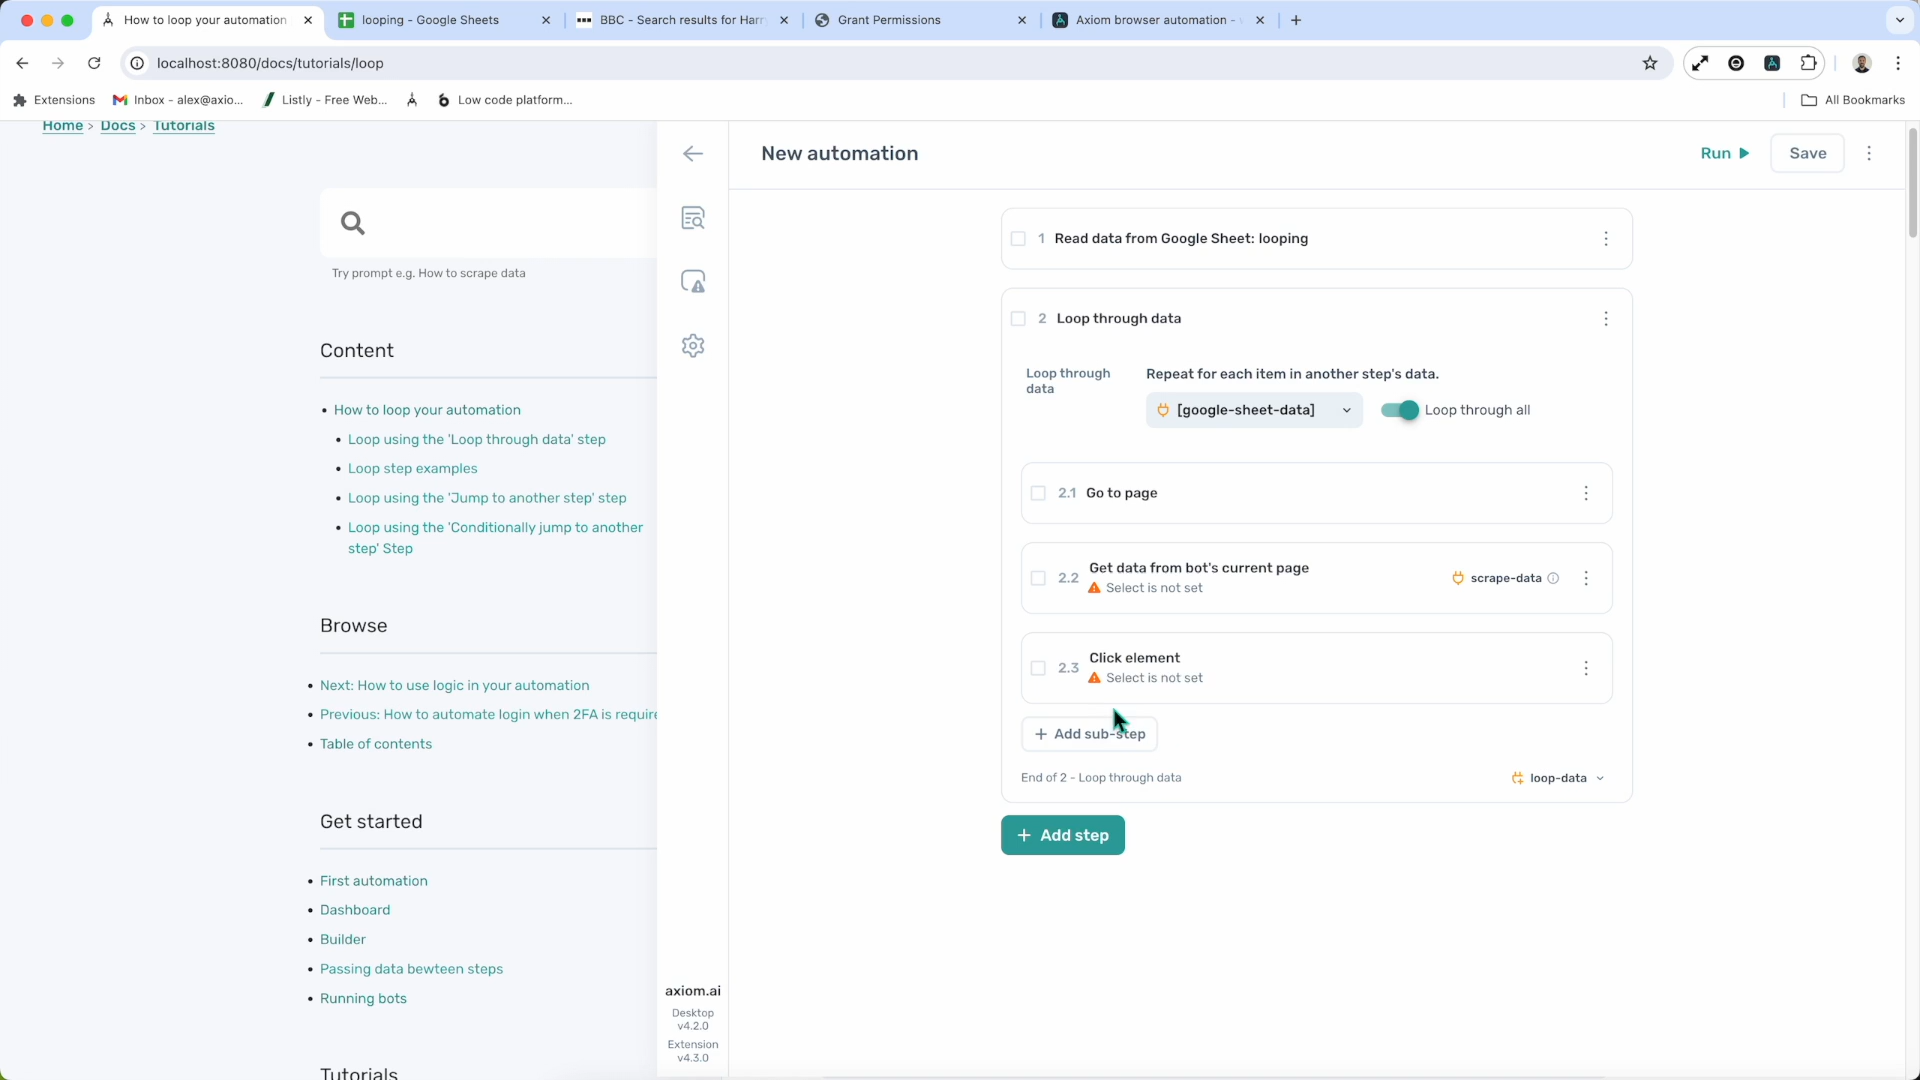 How to loop your automation
looping - Google Sheets
BBC - Search results for Harr
Grant Permissions
Axiom browser automation -
localhost:8080/docs/tutorials/loop
Extensions
Inbox - alex@axio...
Listly - Free Web...
Low code platform...
All Bookmarks
Home > Docs > Tutorials
Try prompt e.g. How to scrape data
Content
How to loop your automation
Loop using the 'Loop through data' step
Loop step examples
Loop using the 'Jump to another step' step
Loop using the 'Conditionally jump to another
step' Step
Browse
Next: How to use logic in your automation
Previous: How to automate login when 2FA is require
Table of contents
Get started
First automation
Dashboard
Builder
Passing data bewteen steps
Running bots
Tutorials
axiom.ai
Desktop
v4.2.0
Extension
v4.3.0
New automation
Run
Save
1 Read data from Google Sheet: looping
2 Loop through data
Loop through
data
Repeat for each item in another step's data.
[google-sheet-data]
Loop through all
2.1 Go to page
2.2 Get data from bot's current page
Select is not set
scrape-data
2.3 Click element
Select is not set
+ Add sub-step
End of 2 - Loop through data
loop-data
+ Add step